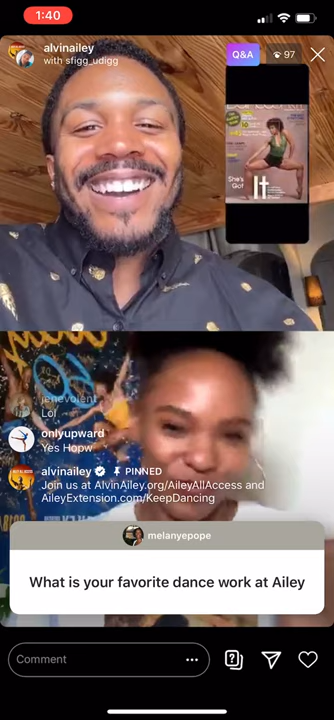 1:40
alvinailey
with sfigg_udigg
Q&A
97
She's
Got
It
jenevolent
Lol
onlyupward
Yes Hopw
alvinailey PINNED
Join us at AlvinAiley.org/AileyAllAccess and
AileyExtension.com/KeepDancing
melanyepope
What is your favorite dance work at Ailey
Comment